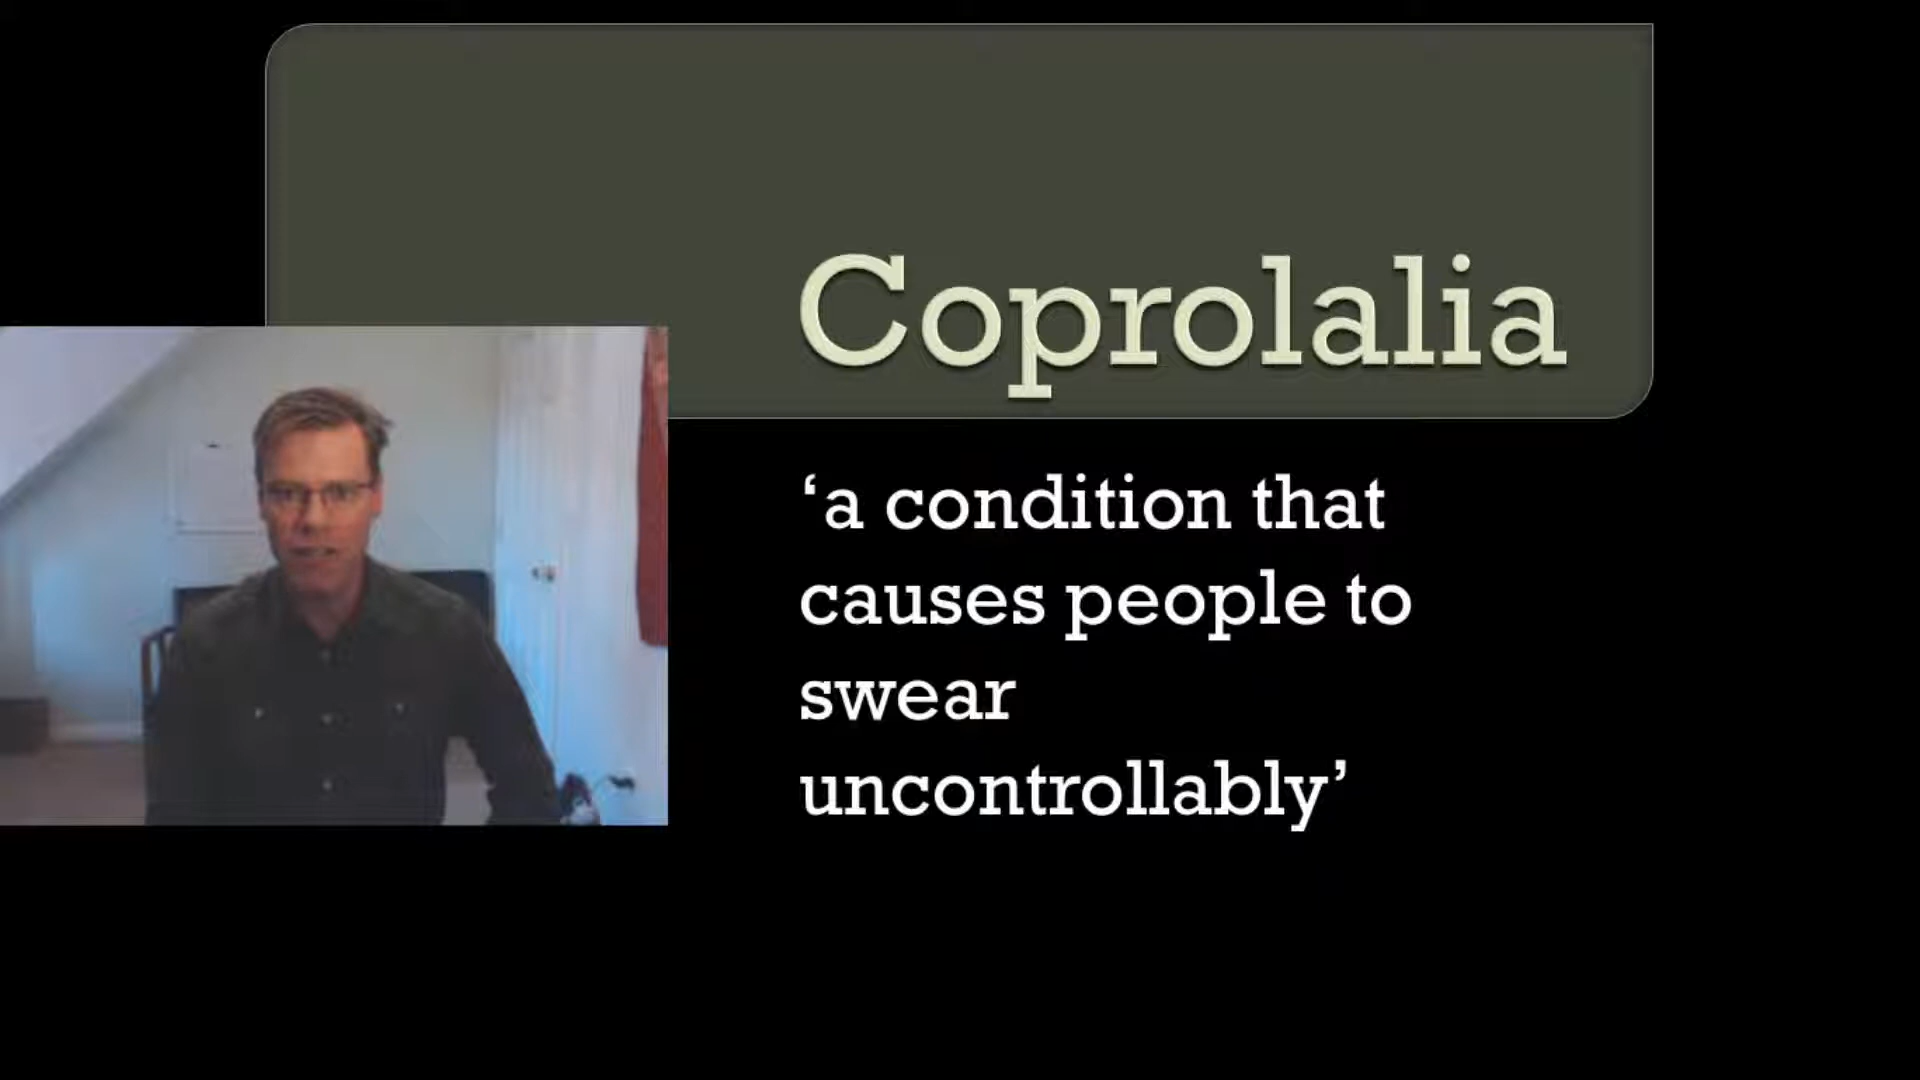 Coprolalia
‘a condition that
causes people to
swear
uncontrollably’